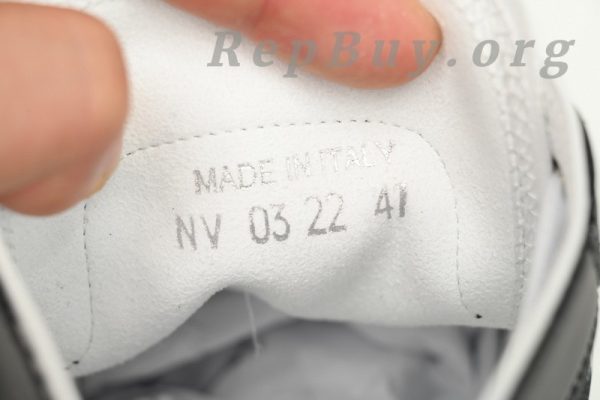 RepBuy.org
MADE IN ITALY
NV 03 22 41